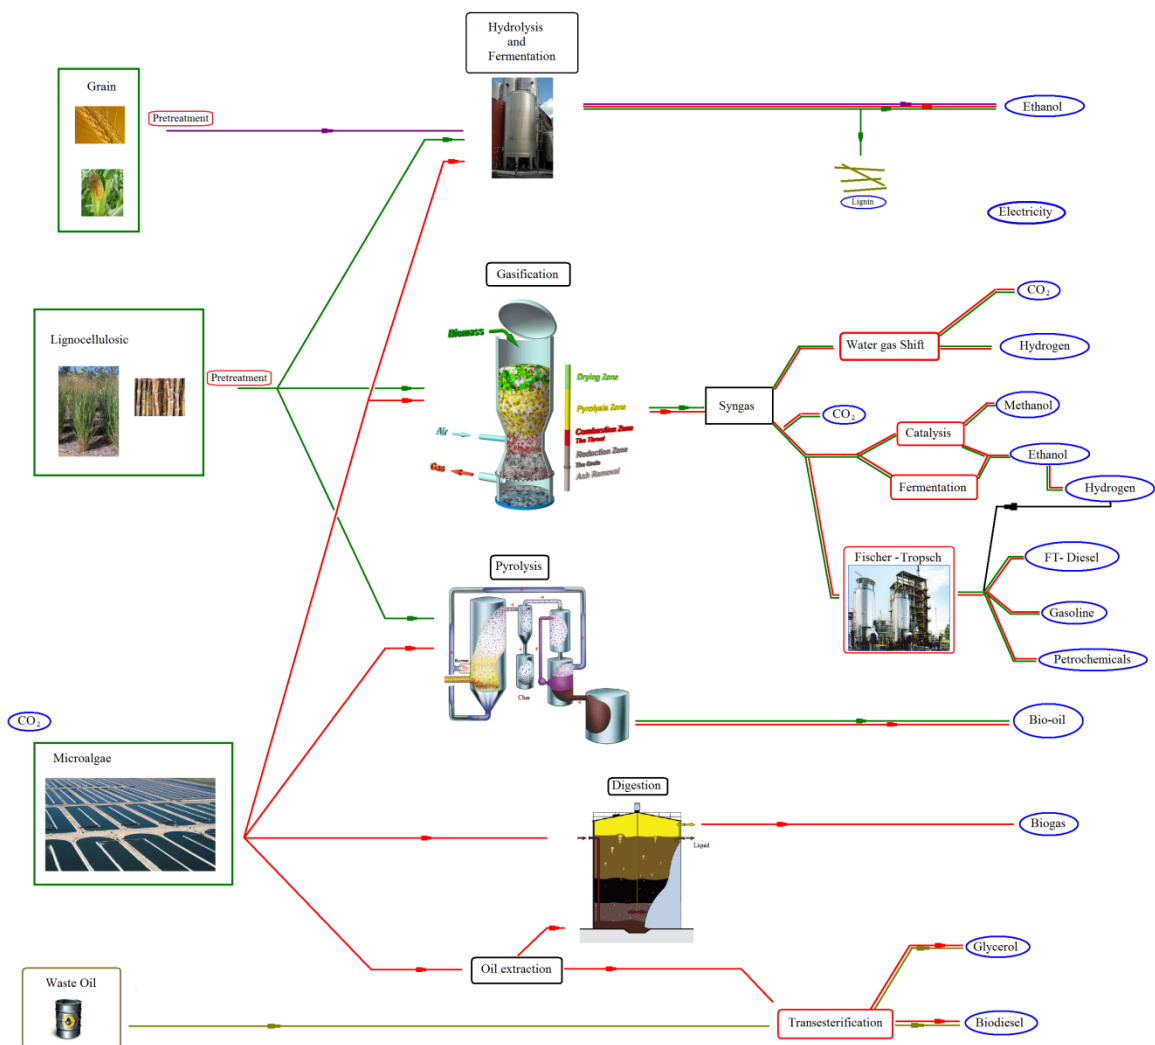 Hydrolysis
and
Fermentation
Grain
Pretreatment
Ethanol
Lignin
Electricity
Gasification
Biomass
Drying Zone
Pyrolysis Zone
Combustion Zone
The Throat
Reduction Zone
The Grate
Ash Removal
Air
Gas
Lignocellulosic
Pretreatment
Syngas
Water gas Shift
CO2
Hydrogen
CO2
Methanol
Catalysis
Ethanol
Fermentation
Hydrogen
Fischer - Tropsch
FT- Diesel
Gasoline
Petrochemicals
Pyrolysis
Char
Bio-oil
CO2
Microalgae
Digestion
Liquid
Biogas
Oil extraction
Glycerol
Waste Oil
Transesterification
Biodiesel